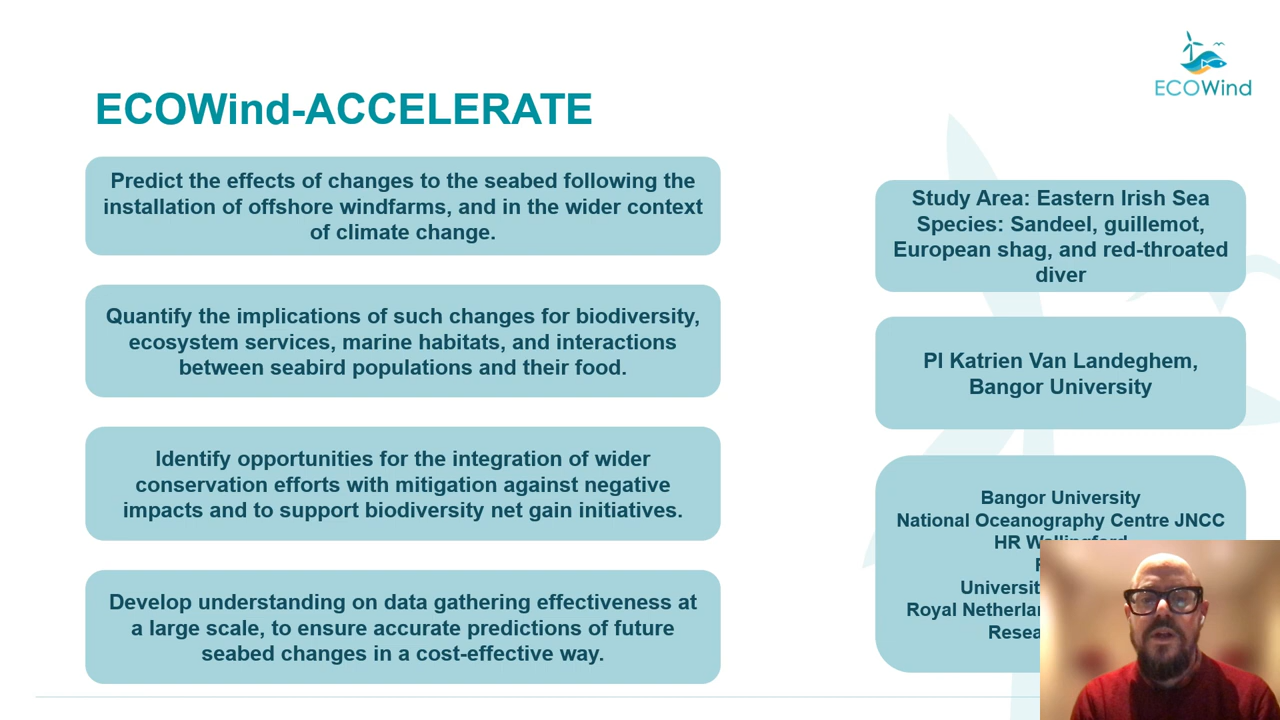 ECOWind
ECOWind-ACCELERATE
Predict the effects of changes to the seabed following the
installation of offshore windfarms, and in the wider context
of climate change.
Quantify the implications of such changes for biodiversity,
ecosystem services, marine habitats, and interactions
between seabird populations and their food.
Identify opportunities for the integration of wider
conservation efforts with mitigation against negative
impacts and to support biodiversity net gain initiatives.
Develop understanding on data gathering effectiveness at
a large scale, to ensure accurate predictions of future
seabed changes in a cost-effective way.
Study Area: Eastern Irish Sea
Species: Sandeel, guillemot,
European shag, and red-throated
diver
PI Katrien Van Landeghem,
Bangor University
Bangor University
National Oceanography Centre JNCC
HR
Royal